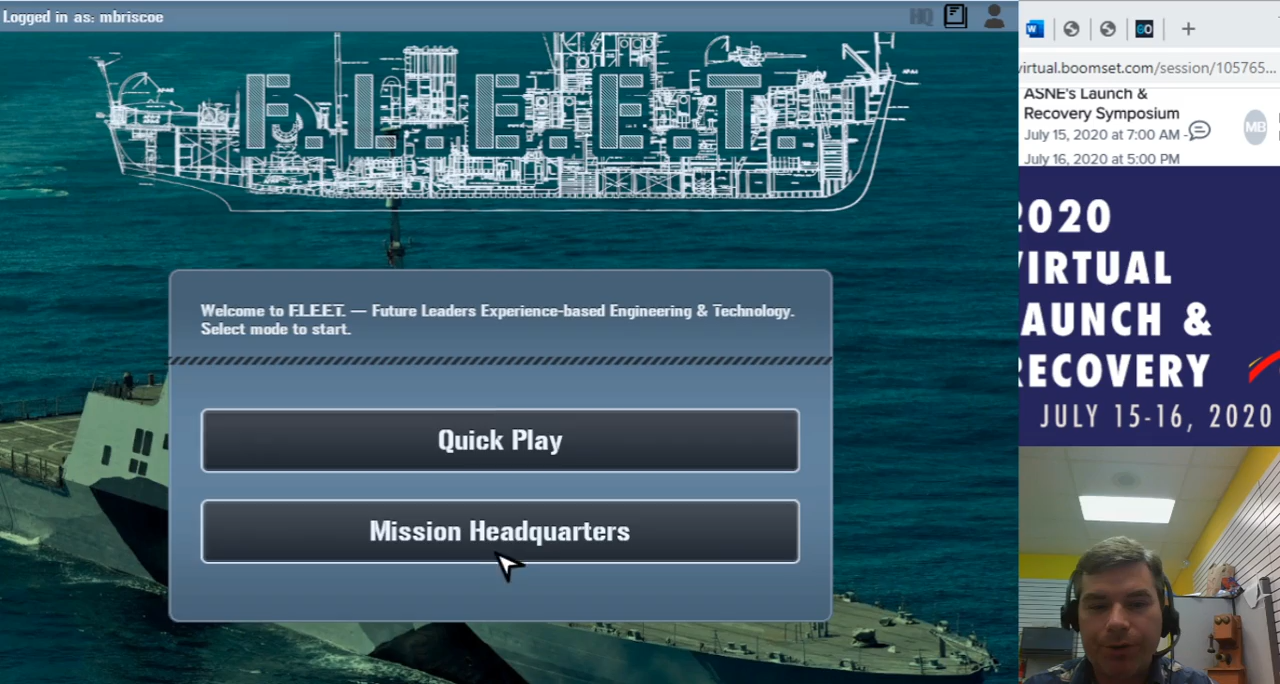 Logged in as: mbriscoe
HQ
F.L.E.E.T.
Welcome to F.L.E.E.T. — Future Leaders Experience-based Engineering & Technology.
Select mode to start.
Quick Play
Mission Headquarters
W
GO
virtual.boomset.com/session/105765...
ASNE's Launch &
Recovery Symposium
July 15, 2020 at 7:00 AM -
July 16, 2020 at 5:00 PM
MB
2020
VIRTUAL
LAUNCH &
RECOVERY
JULY 15-16, 2020